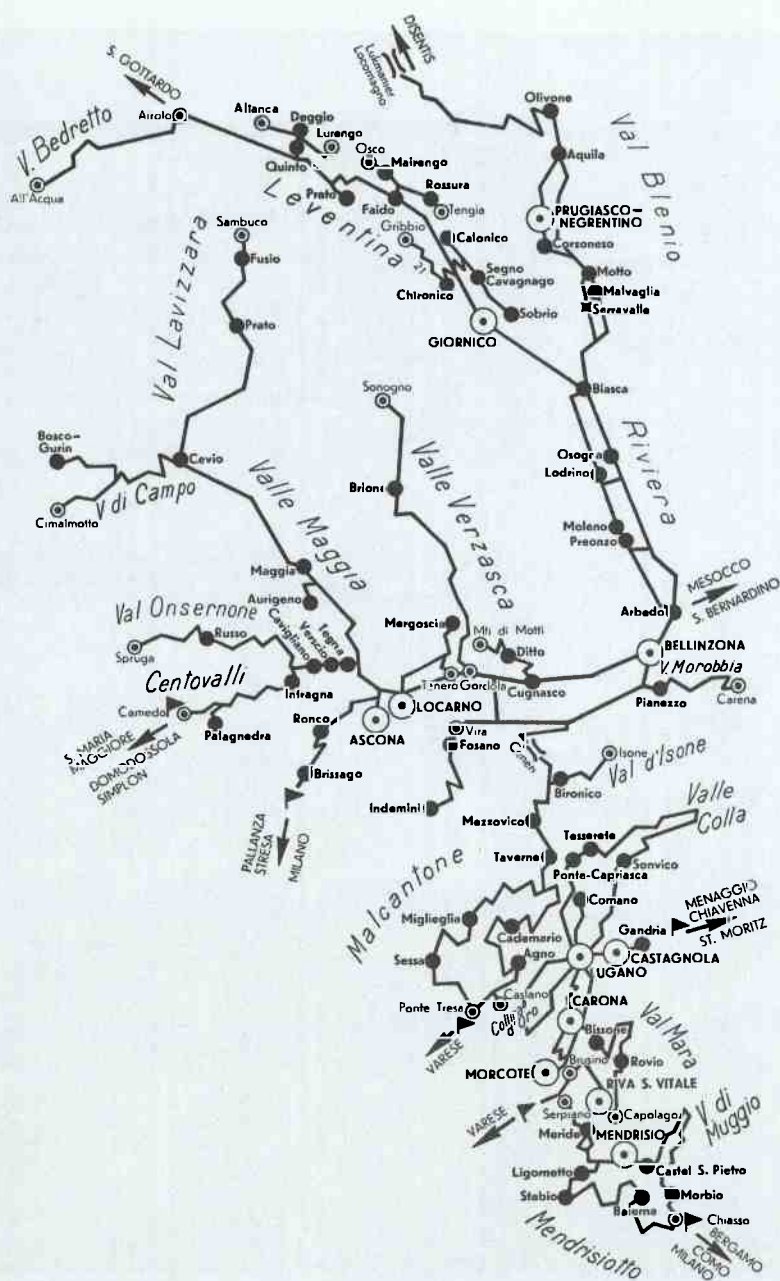 DISENTIS
Lukmanier
Locomagno
S. GOTTARDO
Airolo
V. Bedretto
All'Acqua
Altanca
Deggio
Lurengo
Osco
Mairengo
Quinto
Leventina
Prato
Faido
Rossura
Tengia
Gribbio
Calonico
Segno
Cavagnago
Chironico
Sobrio
GIORNICO
Olivone
Aquila
Val Blenio
PRUGIASCO–
NEGRENTINO
Corzoneso
Motto
Malvaglia
Serravalle
Biasca
Sambuco
Fusio
Val Lavizzara
Prato
Bosco–
Gurin
Cevio
V di Campo
Cimalmotto
Valle Maggia
Sonogno
Brione
Valle Verzasca
Osogna
Lodrino
Riviera
Moleno
Preonzo
Maggia
Aurigeno
MESOCCO
S. BERNARDINO
Arbedo
Val Onsernone
Russo
Spruga
Cavigliano
Verscio
Tegna
Mergoscia
Mti di Motti
Ditto
BELLINZONA
V. Morobbia
Centovalli
Intragna
Tenero
Gordola
Cugnasco
Pianezzo
Carena
Camedo
Palagnedra
S. MARIA
MAGGIORE
DOMODOSSOLA
SIMPLON
Ronco
ASCONA
LOCARNO
Vira
Fosano
Isone
Val d'Isone
Brissago
Indemini
Bironico
PALLANZA
STRESA
MILANO
Mezzovico
Valle
Colla
Tesserete
Taverne
Ponte-Capriasca
Sonvico
Malcantone
Comano
Miglieglia
Cademario
Gandria
MENAGGIO
CHIAVENNA
ST. MORITZ
CASTAGNOLA
Sessa
Agno
UGANO
Ponte Tresa
Caslano
VARESE
CARONA
Bissone
Val Mara
Rovio
MORCOTE
Brusino
RIVA S. VITALE
VARESE
Serpiano
Capolago
Meride
MENDRISIO
V. di
Muggio
Castel S. Pietro
Ligornetto
Stabio
Balerna
Morbio
Chiasso
Mendrisiotto
BERGAMO
COMO
MILANO